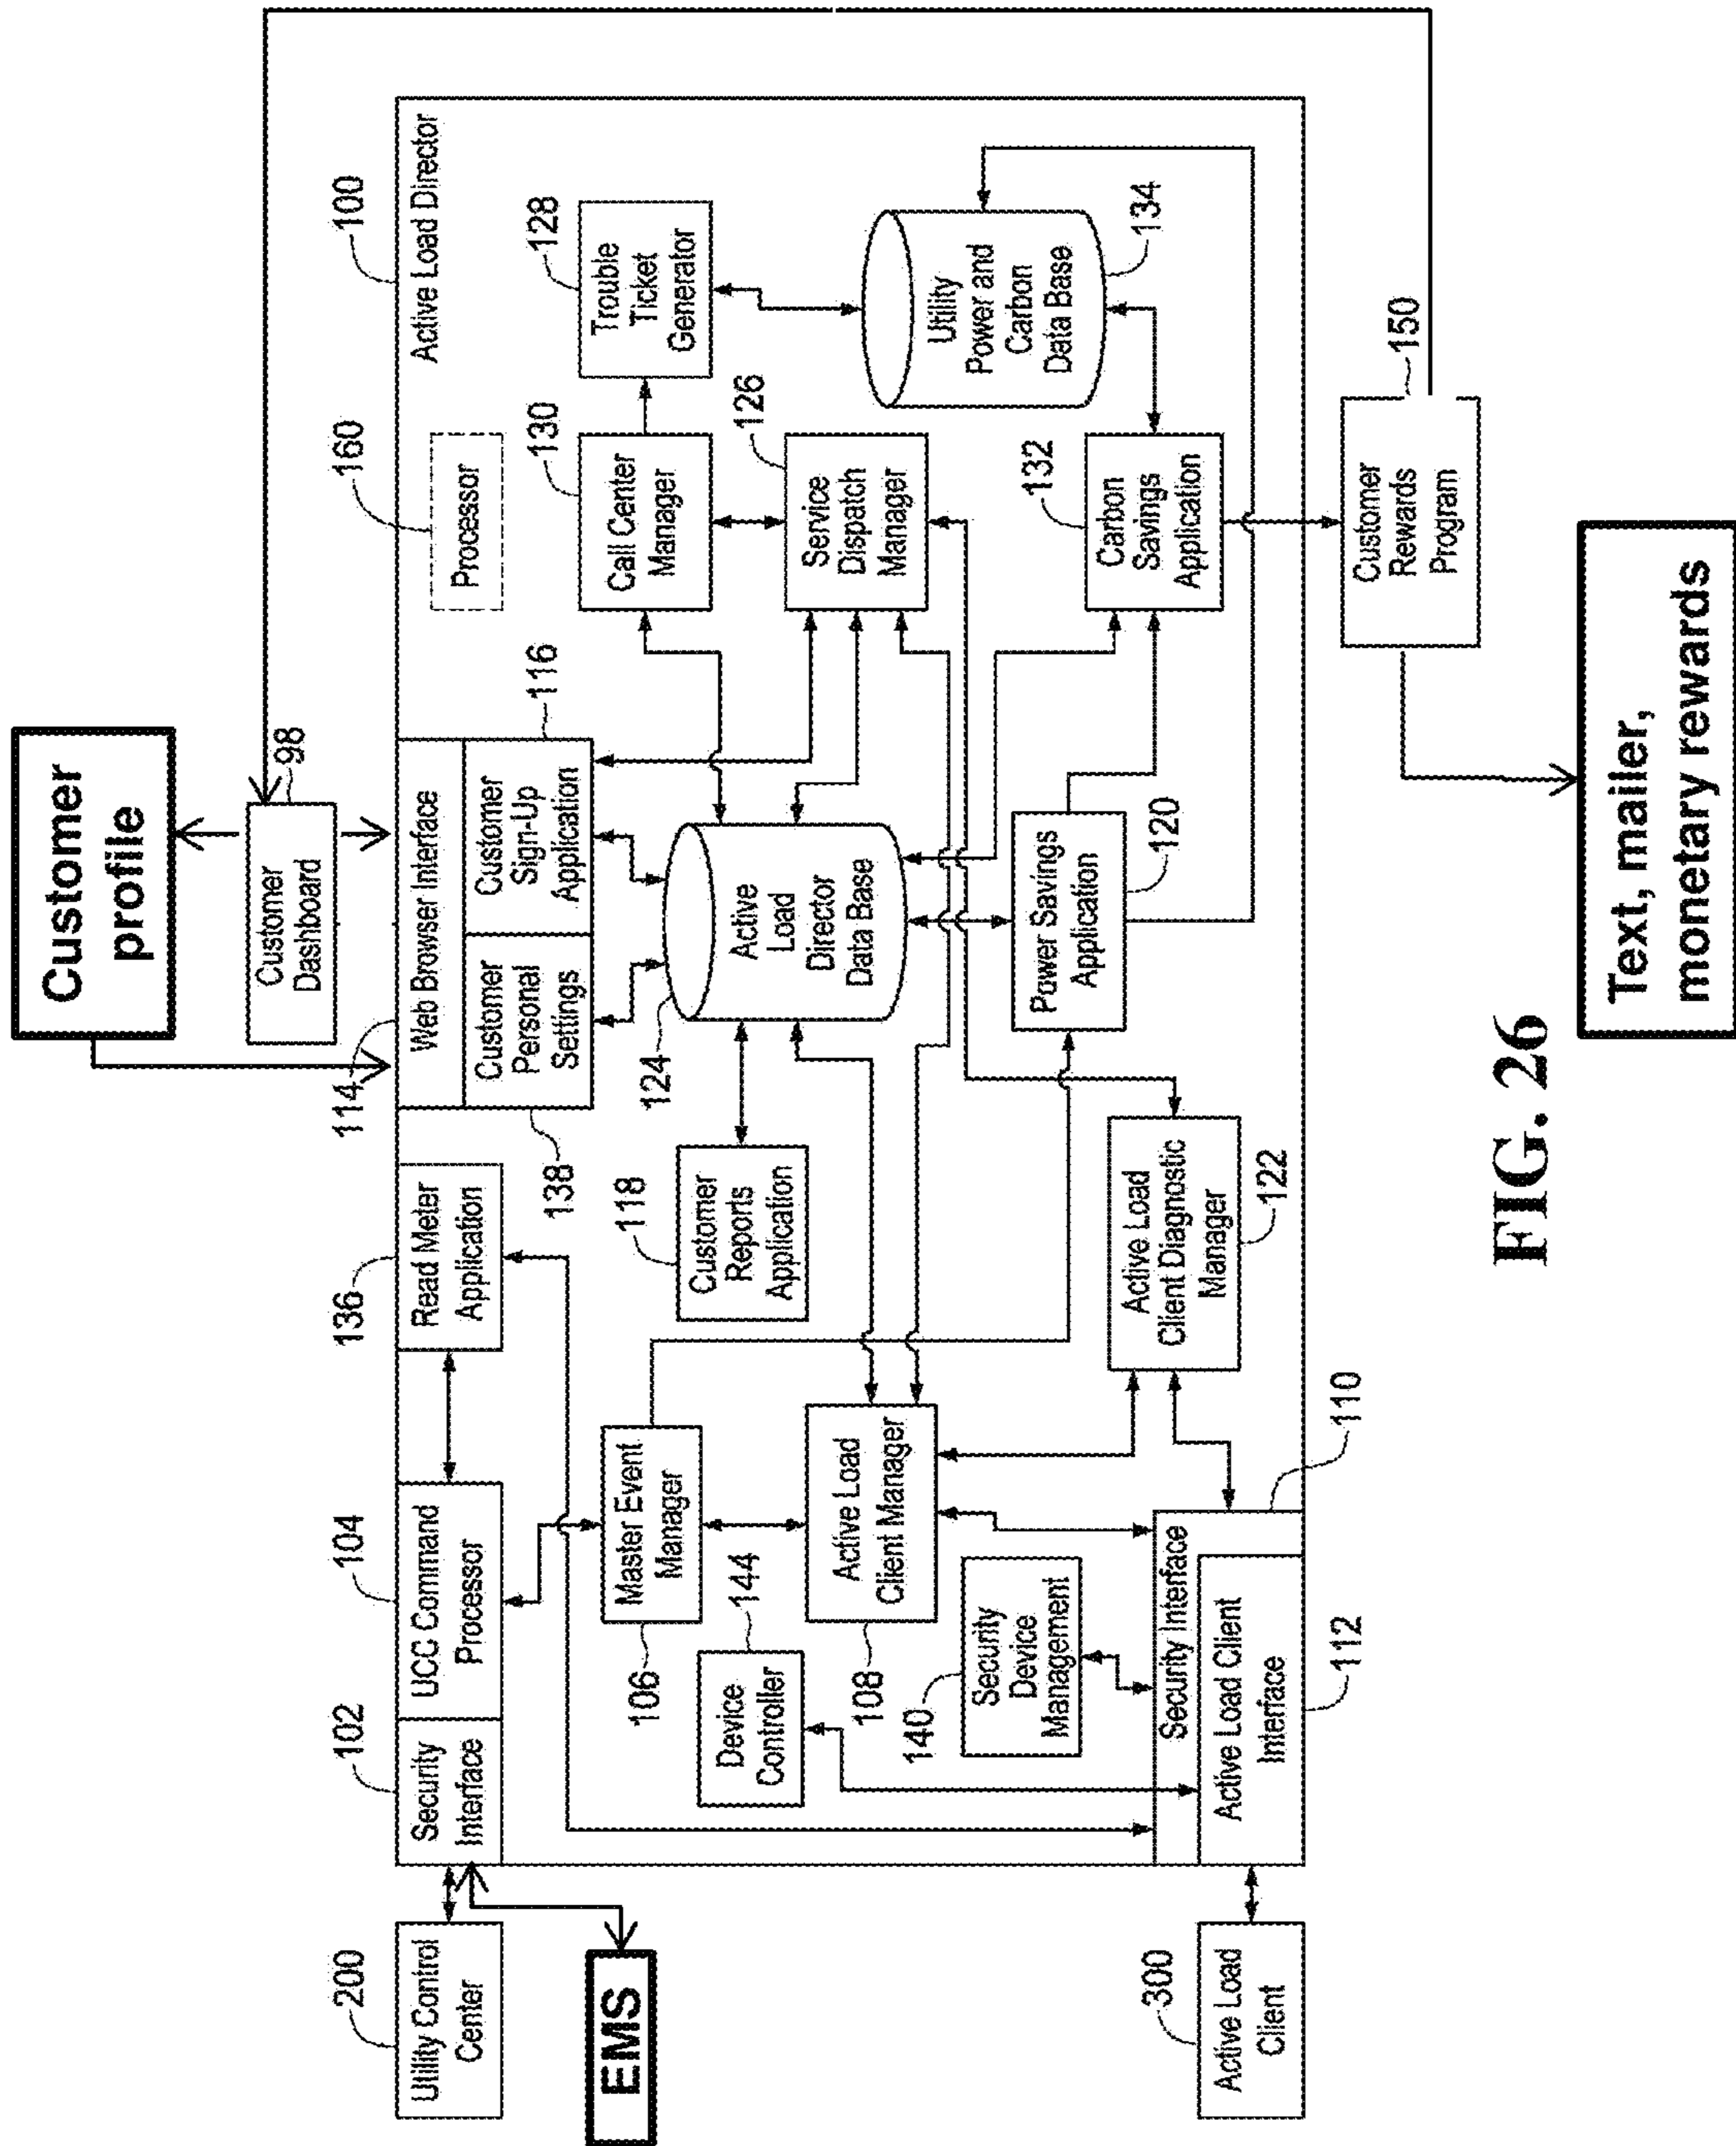 Customer
profile
98
Customer
Dashboard
200
Utility Control
Center
EMS
300
Active Load
Client
100
Active Load Director
102
Security
Interface
104
UCC Command
Processor
136
Read Meter
Application
114
Web Browser Interface
Customer
Personal
Settings
138
Customer
Sign-Up
Application
116
160
Processor
106
Master Event
Manager
144
Device
Controller
118
Customer
Reports
Application
124
Active
Load
Director
Data Base
130
Call Center
Manager
128
Trouble
Ticket
Generator
108
Active Load
Client Manager
126
Service
Dispatch
Manager
Utility
Power and
Carbon
Data Base
134
140
Security
Device
Management
Security Interface
110
Active Load Client
Interface
112
Active Load
Client Diagnostic
Manager
122
Power Savings
Application
120
132
Carbon
Savings
Application
150
Customer
Rewards
Program
Text, mailer,
monetary rewards
FIG. 26